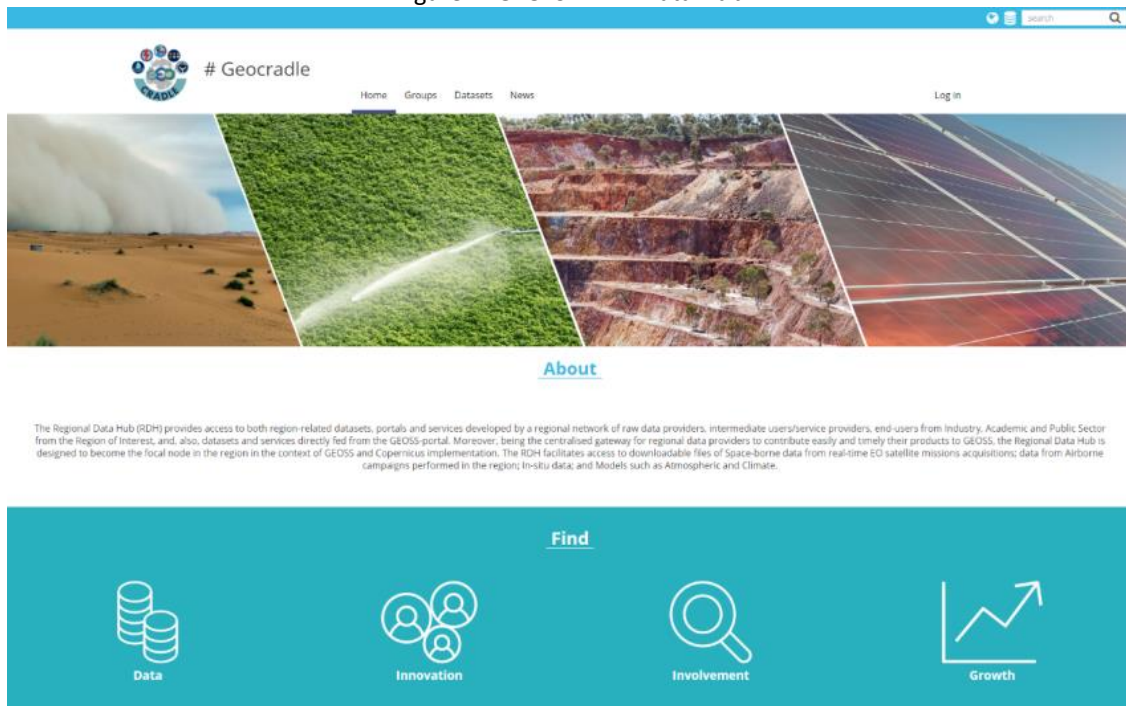 search
# Geocradle
CRADLE
Home Groups Datasets News
Log in
About
The Regional Data Hub (RDH) provides access to both region-related datasets, portals and services developed by a regional network of raw data providers, intermediate users/service providers, end-users from Industry, Academic and Public Sector
from the Region of Interest, and, also, datasets and services directly fed from the GEOSS-portal. Moreover, being the centralised gateway for regional data providers to contribute easily and timely their products to GEOSS, the Regional Data Hub is
designed to become the focal node in the region in the context of GEOSS and Copernicus implementation. The RDH facilitates access to downloadable files of Space-borne data from real-time EO satellite missions acquisitions; data from Airborne
campaigns performed in the region; In-situ data; and Models such as Atmospheric and Climate.
Find
Data Innovation Involvement Growth